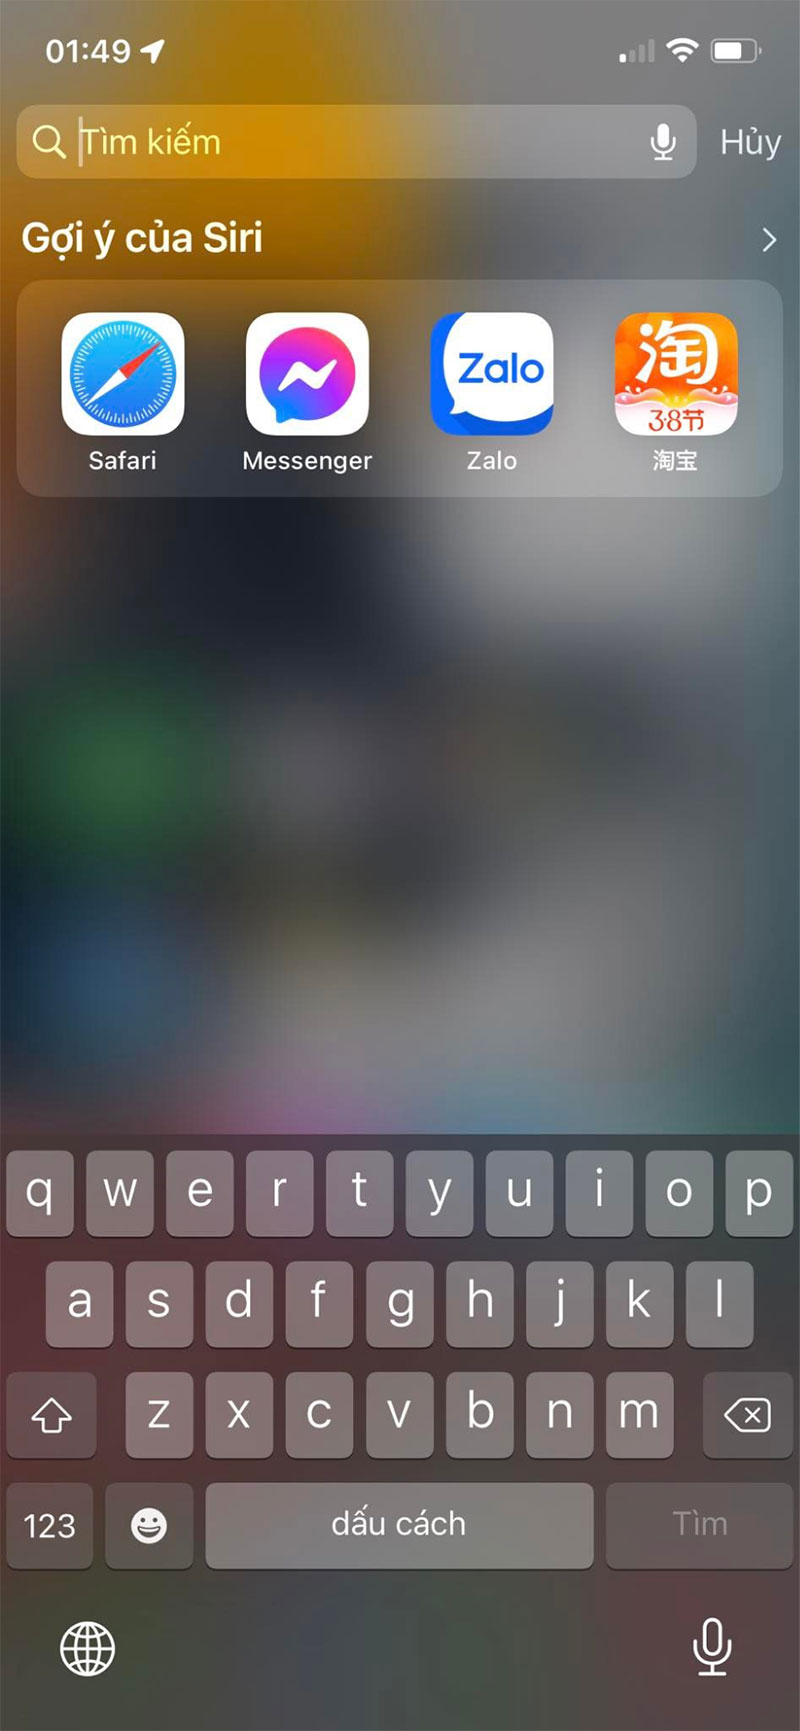 01:49
Tìm kiếm
Hủy
Gợi ý của Siri
Zalo
淘
3.8节
Safari
Messenger
Zalo
淘宝
q w e r t y u i o p
a s d f g h j k l
z x c v b n m
123
dấu cách
Tìm